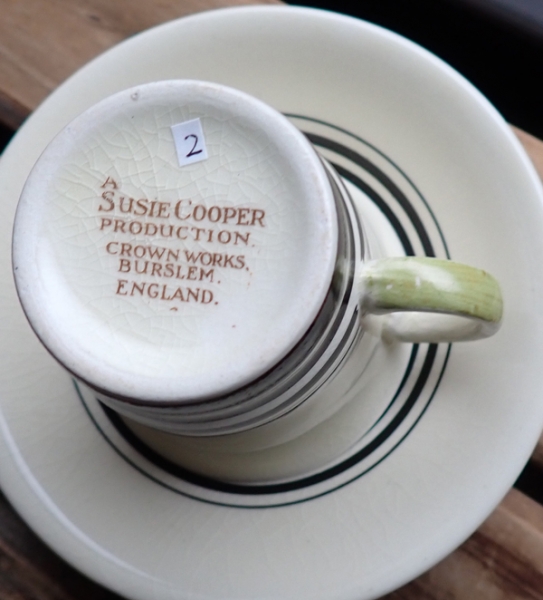 2
A
SUSIE COOPER
PRODUCTION.
CROWN WORKS,
BURSLEM.
ENGLAND.